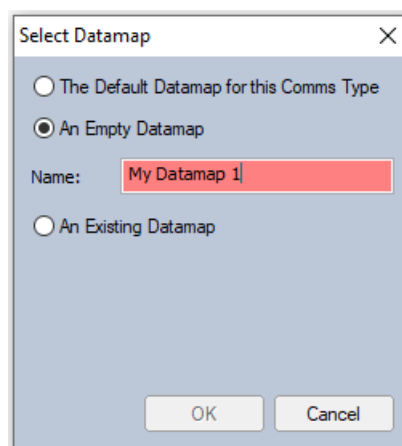 Select Datamap
The Default Datamap for this Comms Type
An Empty Datamap
Name: My Datamap 1
An Existing Datamap
OK Cancel